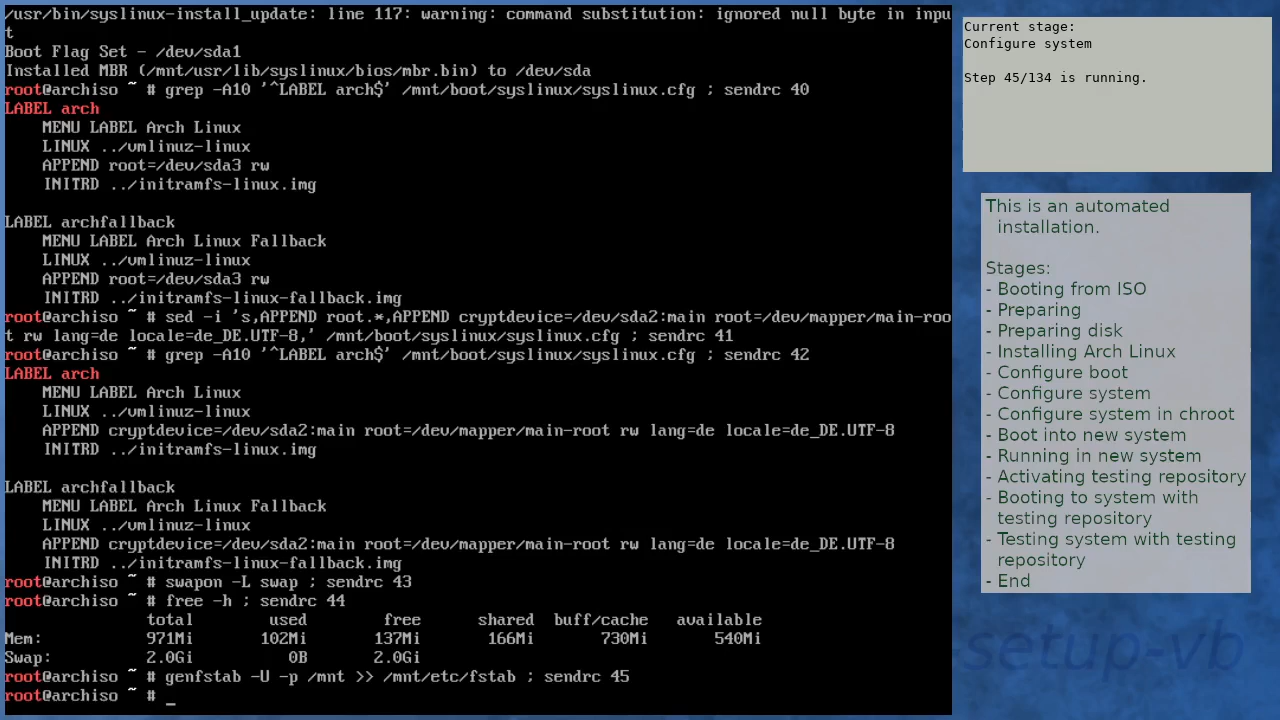 /usr/bin/syslinux-install_update: line 117: warning: command substitution: ignored null byte in inpu
t
Boot Flag Set - /dev/sda1
Installed MBR (/mnt/usr/lib/syslinux/bios/mbr.bin) to /dev/sda
root@archiso ~ # grep -A10 '^LABEL arch$' /mnt/boot/syslinux/syslinux.cfg ; sendrc 40
LABEL arch
    MENU LABEL Arch Linux
    LINUX ../vmlinuz-linux
    APPEND root=/dev/sda3 rw
    INITRD ../initramfs-linux.img

LABEL archfallback
    MENU LABEL Arch Linux Fallback
    LINUX ../vmlinuz-linux
    APPEND root=/dev/sda3 rw
    INITRD ../initramfs-linux-fallback.img
root@archiso ~ # sed -i 's,APPEND root.*,APPEND cryptdevice=/dev/sda2:main root=/dev/mapper/main-roo
t rw lang=de locale=de_DE.UTF-8,' /mnt/boot/syslinux/syslinux.cfg ; sendrc 41
root@archiso ~ # grep -A10 '^LABEL arch$' /mnt/boot/syslinux/syslinux.cfg ; sendrc 42
LABEL arch
    MENU LABEL Arch Linux
    LINUX ../vmlinuz-linux
    APPEND cryptdevice=/dev/sda2:main root=/dev/mapper/main-root rw lang=de locale=de_DE.UTF-8
    INITRD ../initramfs-linux.img

LABEL archfallback
    MENU LABEL Arch Linux Fallback
    LINUX ../vmlinuz-linux
    APPEND cryptdevice=/dev/sda2:main root=/dev/mapper/main-root rw lang=de locale=de_DE.UTF-8
    INITRD ../initramfs-linux-fallback.img
root@archiso ~ # swapon -L swap ; sendrc 43
root@archiso ~ # free -h ; sendrc 44
               total        used        free      shared  buff/cache   available
Mem:           971Mi       102Mi       137Mi       166Mi       730Mi       540Mi
Swap:          2.0Gi          0B       2.0Gi
root@archiso ~ # genfstab -U -p /mnt >> /mnt/etc/fstab ; sendrc 45
root@archiso ~ # _
Current stage:
Configure system

Step 45/134 is running.
This is an automated
installation.

Stages:
- Booting from ISO
- Preparing
- Preparing disk
- Installing Arch Linux
- Configure boot
- Configure system
- Configure system in chroot
- Boot into new system
- Running in new system
- Activating testing repository
- Booting to system with
testing repository
- Testing system with testing
repository
- End
-setup-vb